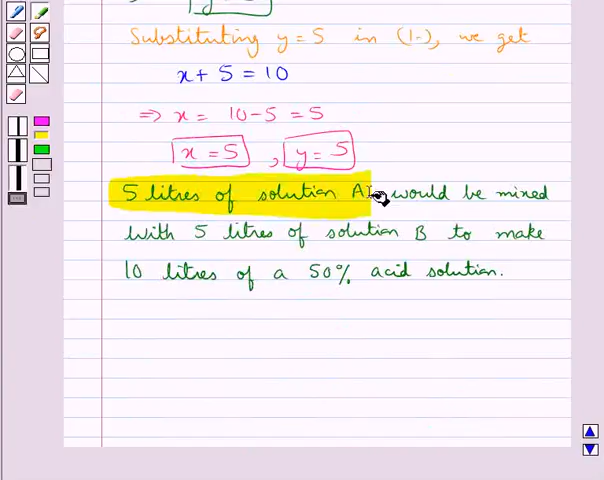 Substituting y = 5 in (1-), we get
x + 5 = 10
⇒ x = 10 - 5 = 5
x = 5 , y = 5
5 litres of solution A would be mixed
with 5 litres of solution B to make
10 litres of a 50% acid solution.